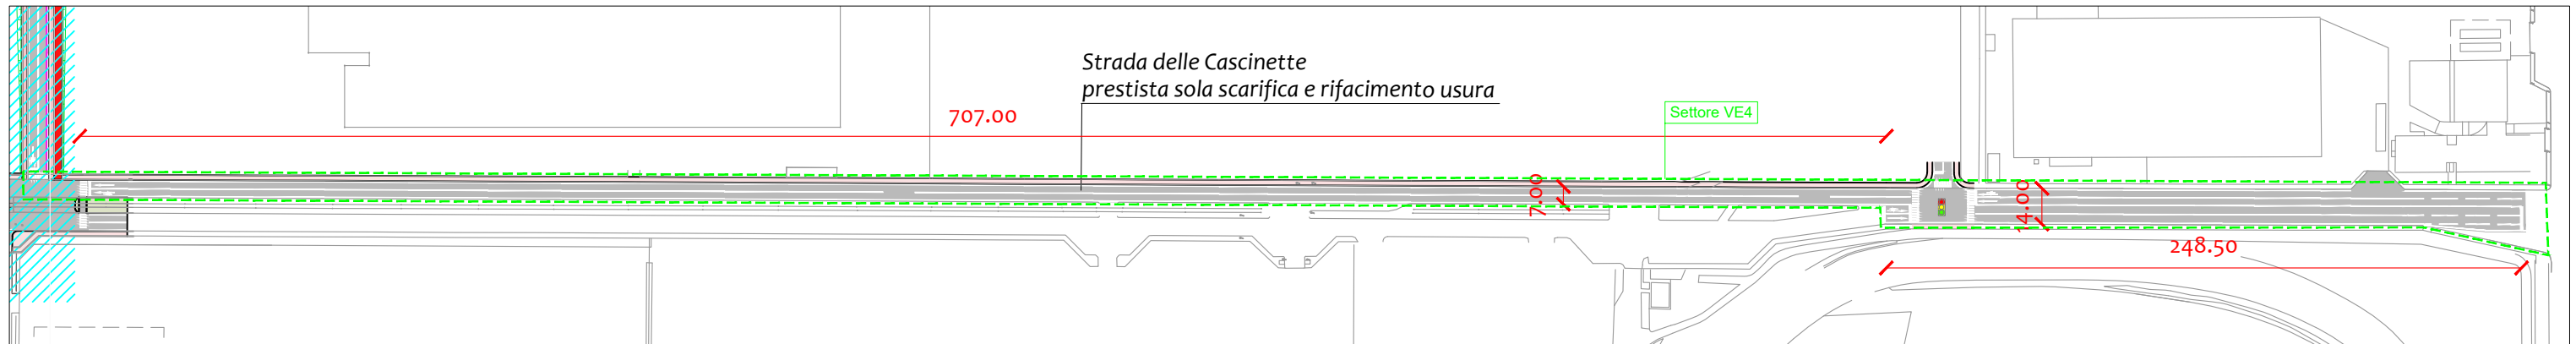 Strada delle Cascinette
prestista sola scarifica e rifacimento usura
707.00
Settore VE4
7.00
14.00
248.50